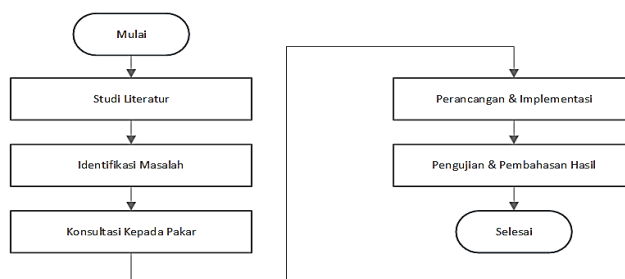 Mulai
Studi Literatur
Identifikasi Masalah
Konsultasi Kepada Pakar
Perancangan & Implementasi
Pengujian & Pembahasan Hasil
Selesai